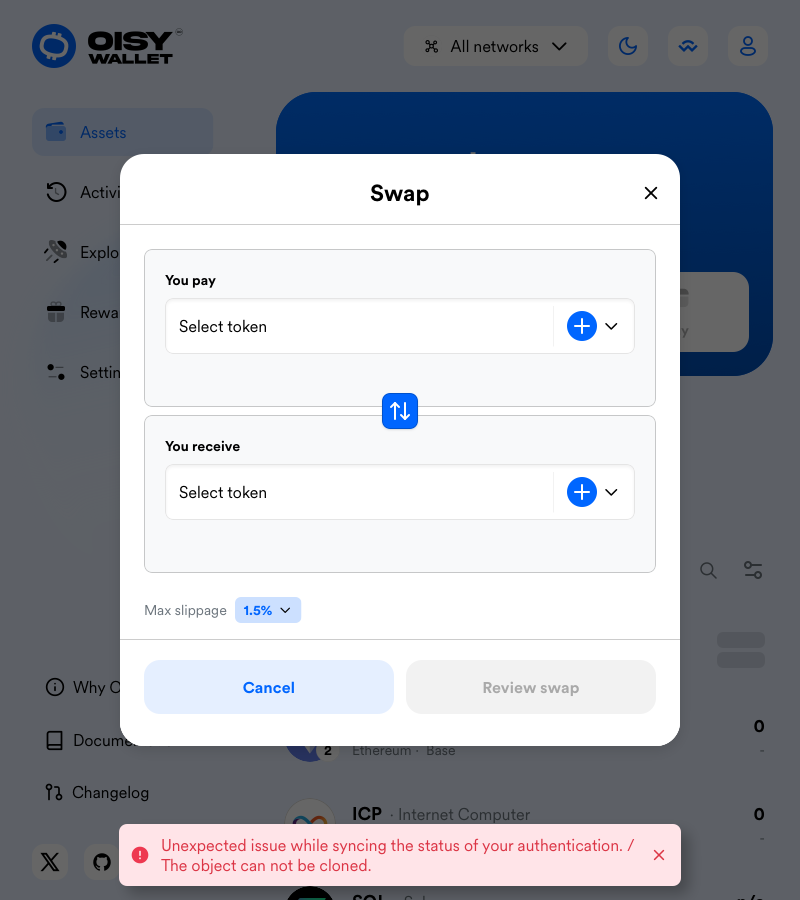 OISY
WALLET
All networks
Assets
Activi
Explo
Rewa
Settin
Swap
You pay
Select token
You receive
Select token
Max slippage 1.5%
Cancel
Review swap
Why O
Docume
Changelog
2
Ethereum · Base
0
-
ICP · Internet Computer
0
-
Unexpected issue while syncing the status of your authentication. /
The object can not be cloned.